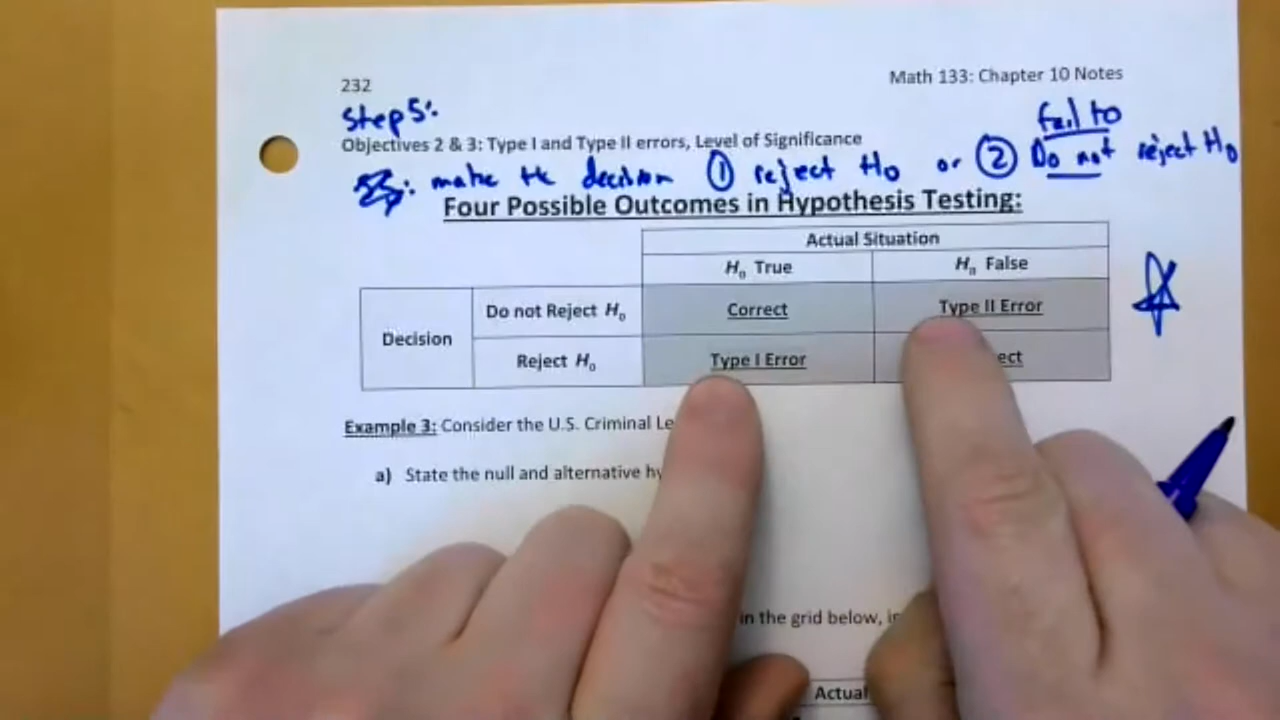 232
Math 133: Chapter 10 Notes
Step 5:
fail to
Objectives 2 & 3: Type I and Type II errors, Level of Significance
: make the decision ① reject H₀ or ② Do not reject H₀
Four Possible Outcomes in Hypothesis Testing:
Actual Situation
H₀ True H₀ False
Decision
Do not Reject H₀ Correct Type II Error
Reject H₀ Type I Error ect
Example 3: Consider the U.S. Criminal Le
a) State the null and alternative hy
in the grid below, in
Actual